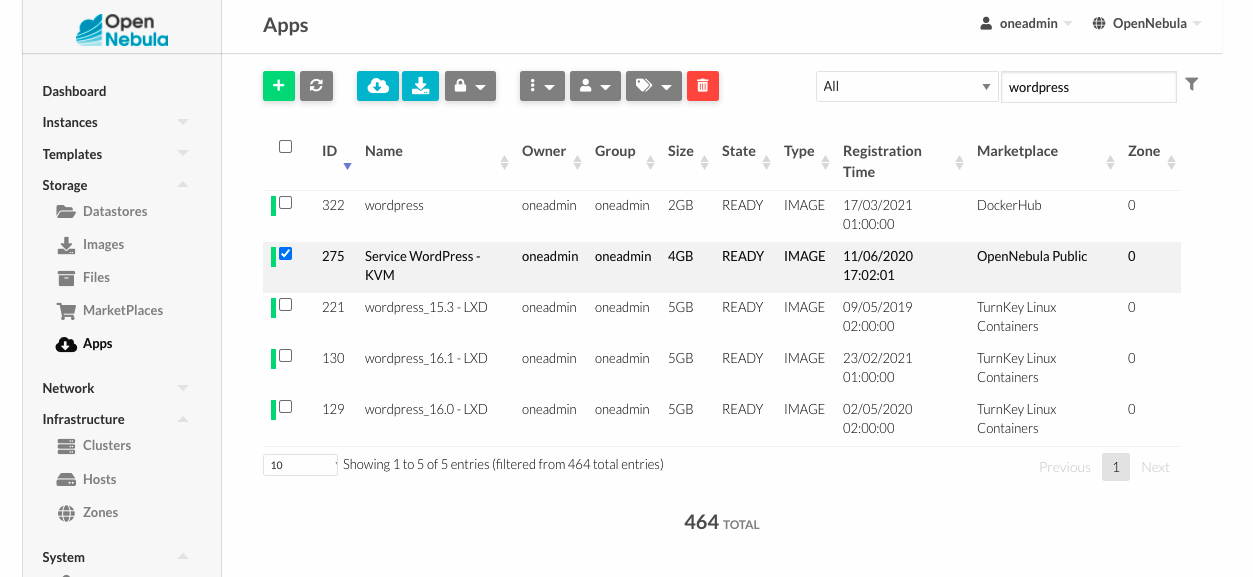 Open
Nebula
Apps
oneadmin
OpenNebula
Dashboard
Instances
Templates
Storage
Datastores
Images
Files
MarketPlaces
Apps
Network
Infrastructure
Clusters
Hosts
Zones
System
All
wordpress
ID Name Owner Group Size State Type Registration Time Marketplace Zone
322 wordpress oneadmin oneadmin 2GB READY IMAGE 17/03/2021 DockerHub 0
01:00:00
275 Service WordPress - oneadmin oneadmin 4GB READY IMAGE 11/06/2020 OpenNebula Public 0
KVM 17:02:01
221 wordpress_15.3 - LXD oneadmin oneadmin 5GB READY IMAGE 09/05/2019 TurnKey Linux 0
02:00:00 Containers
130 wordpress_16.1 - LXD oneadmin oneadmin 5GB READY IMAGE 23/02/2021 TurnKey Linux 0
01:00:00 Containers
129 wordpress_16.0 - LXD oneadmin oneadmin 5GB READY IMAGE 02/05/2020 TurnKey Linux 0
02:00:00 Containers
10 Showing 1 to 5 of 5 entries (filtered from 464 total entries)
Previous 1 Next
464 TOTAL